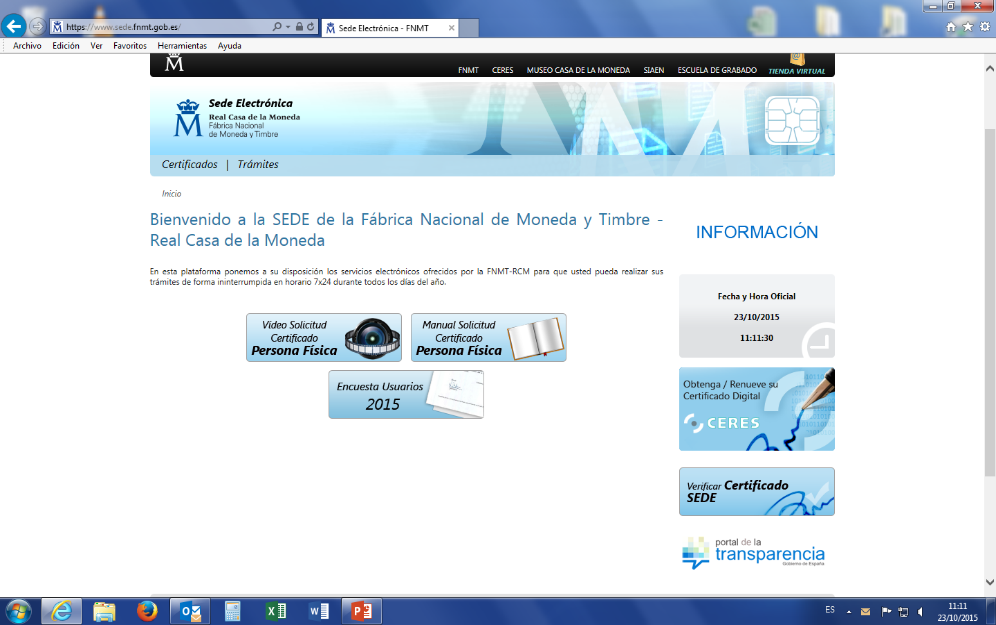 https://www.sede.fnmt.gob.es/
Sede Electrónica - FNMT
Archivo Edición Ver Favoritos Herramientas Ayuda
M
FNMT CERES MUSEO CASA DE LA MONEDA SIAEN ESCUELA DE GRABADO TIENDA VIRTUAL
Sede Electrónica
Real Casa de la Moneda
Fábrica Nacional
de Moneda y Timbre
Certificados | Trámites
Inicio
Bienvenido a la SEDE de la Fábrica Nacional de Moneda y Timbre -
Real Casa de la Moneda
En esta plataforma ponemos a su disposición los servicios electrónicos ofrecidos por la FNMT-RCM para que usted pueda realizar sus
trámites de forma ininterrumpida en horario 7x24 durante todos los días del año.
Video Solicitud
Certificado
Persona Física
Manual Solicitud
Certificado
Persona Física
Encuesta Usuarios
2015
INFORMACIÓN
Fecha y Hora Oficial
23/10/2015
11:11:30
Obtenga / Renueve su
Certificado Digital
CERES
Verificar Certificado
SEDE
portal de la
transparencia
Gobierno de España
ES
11:11
23/10/2015